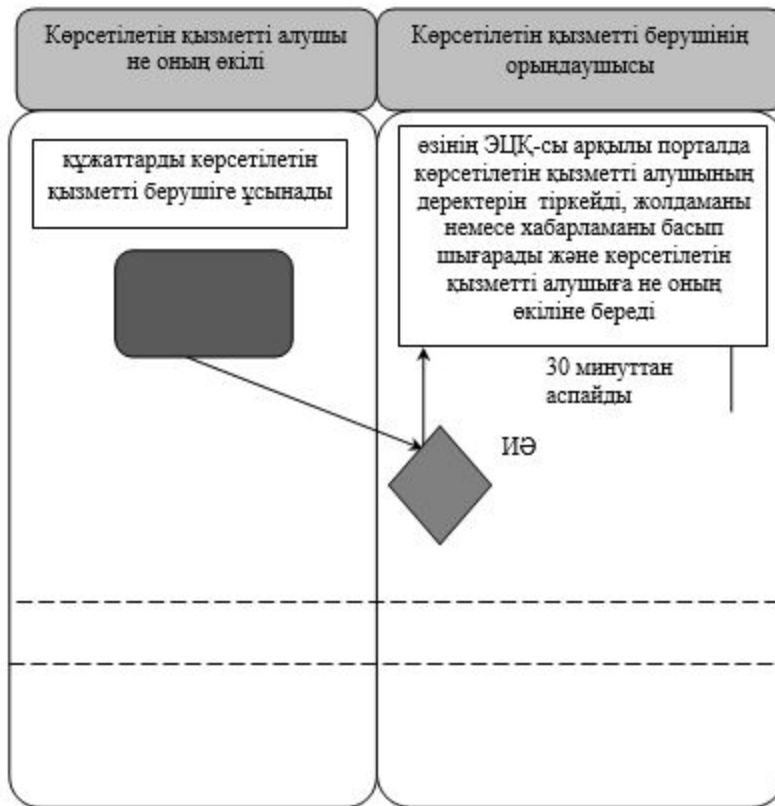 Көрсетілетін қызметті алушы
не оның өкілі
Көрсетілетін қызметті берушінің
орындаушысы
құжаттарды көрсетілетін
қызметті берушіге ұсынады
өзінің ЭЦҚ-сы арқылы порталда
көрсетілетін қызметті алушының
деректерін тіркейді, жолдаманы
немесе хабарламаны басып
шығарады және көрсетілетін
қызметті алушыға не оның
өкіліне береді
30 минуттан
аспайды
ИӘ